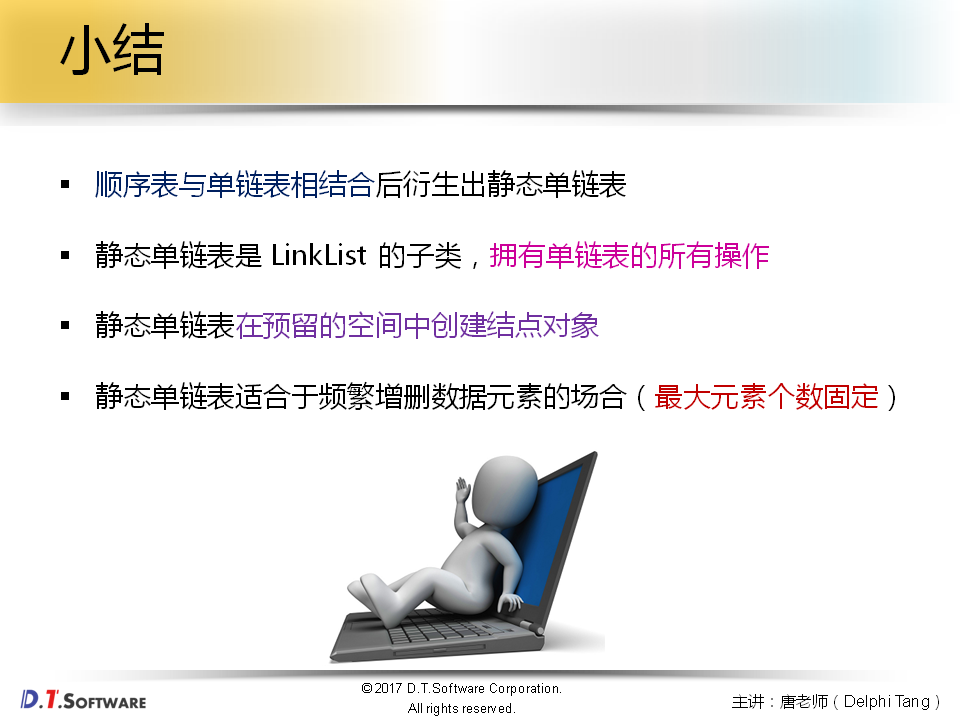 小结
▪ 顺序表与单链表相结合后衍生出静态单链表
▪ 静态单链表是 LinkList 的子类，拥有单链表的所有操作
▪ 静态单链表在预留的空间中创建结点对象
▪ 静态单链表适合于频繁增删数据元素的场合（最大元素个数固定）
D.T.SOFTWARE
©2017 D.T.Software Corporation.
All rights reserved.
主讲：唐老师（Delphi Tang）